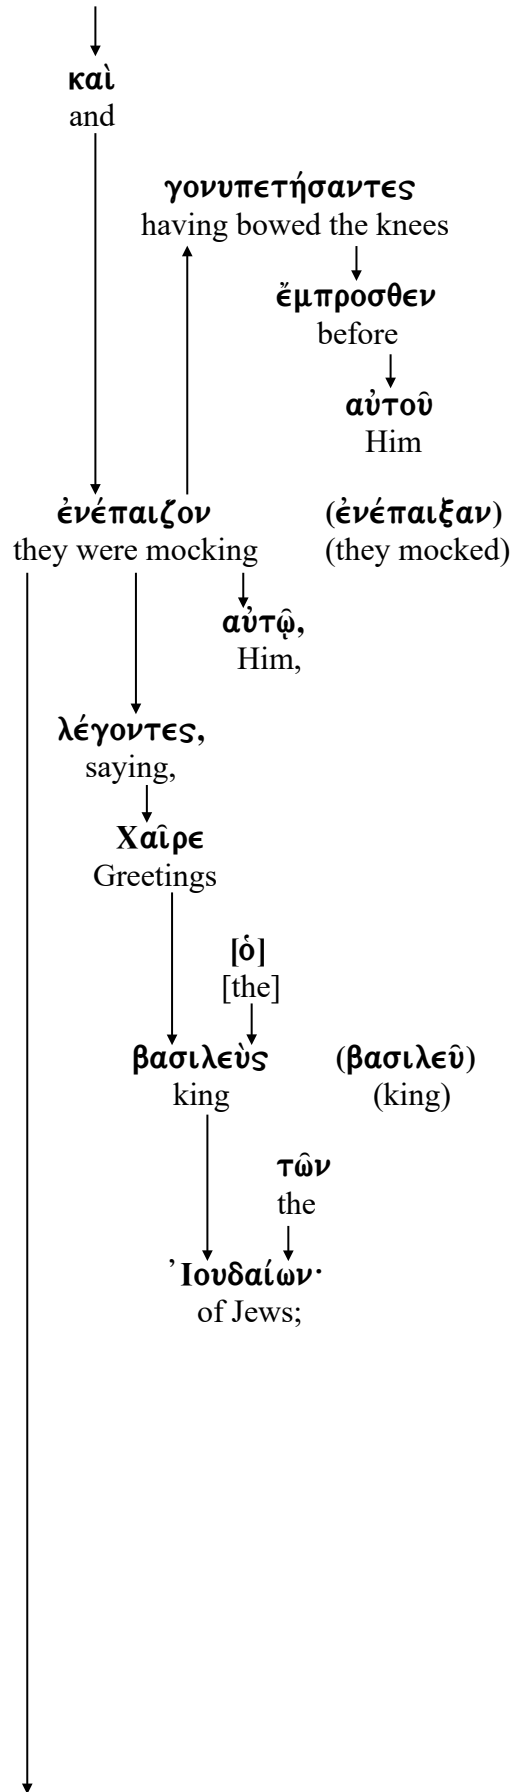 καὶ
and
γονυπετήσαντες
having bowed the knees
ἔμπροσθεν
before
αὐτοῦ
Him
ἐνέπαιζον (ἐνέπαιξαν)
they were mocking (they mocked)
αὐτῷ,
Him,
λέγοντες,
saying,
Χαῖρε
Greetings
[ὁ]
[the]
βασιλεὺς (βασιλεῦ)
king (king)
τῶν
the
Ἰουδαίων·
of Jews;